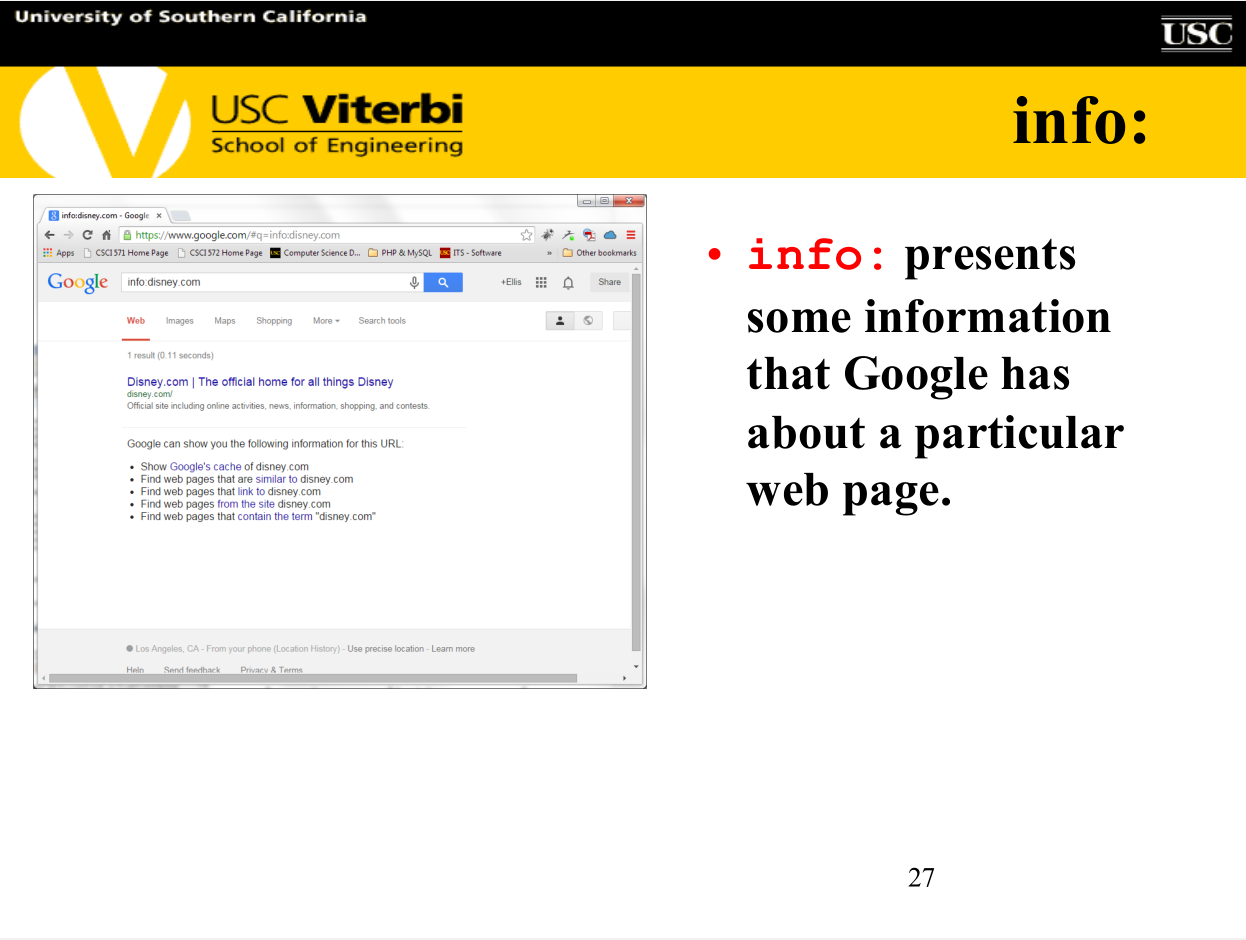 University of Southern California
USC
USC Viterbi
School of Engineering
info:
info:disney.com - Google
https://www.google.com/#q=info:disney.com
Apps CSCI571 Home Page CSCI572 Home Page Computer Science D... PHP & MySQL ITS - Software » Other bookmarks
Google info:disney.com +Ellis Share
Web Images Maps Shopping More Search tools
1 result (0.11 seconds)
Disney.com | The official home for all things Disney
disney.com/
Official site including online activities, news, information, shopping, and contests.
Google can show you the following information for this URL:
• Show Google's cache of disney.com
• Find web pages that are similar to disney.com
• Find web pages that link to disney.com
• Find web pages from the site disney.com
• Find web pages that contain the term "disney.com"
Los Angeles, CA - From your phone (Location History) - Use precise location - Learn more
Help Send feedback Privacy & Terms
• info: presents
some information
that Google has
about a particular
web page.
27